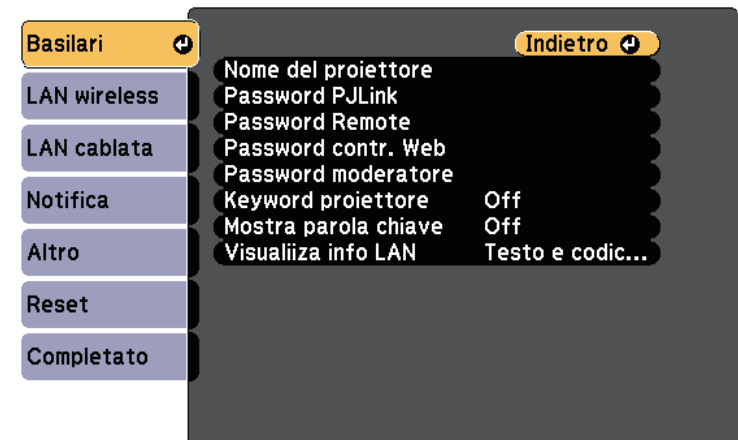 Basilari
LAN wireless
LAN cablata
Notifica
Altro
Reset
Completato
Indietro
Nome del proiettore
Password PJLink
Password Remote
Password contr. Web
Password moderatore
Keyword proiettore Off
Mostra parola chiave Off
Visualiiza info LAN Testo e codic...